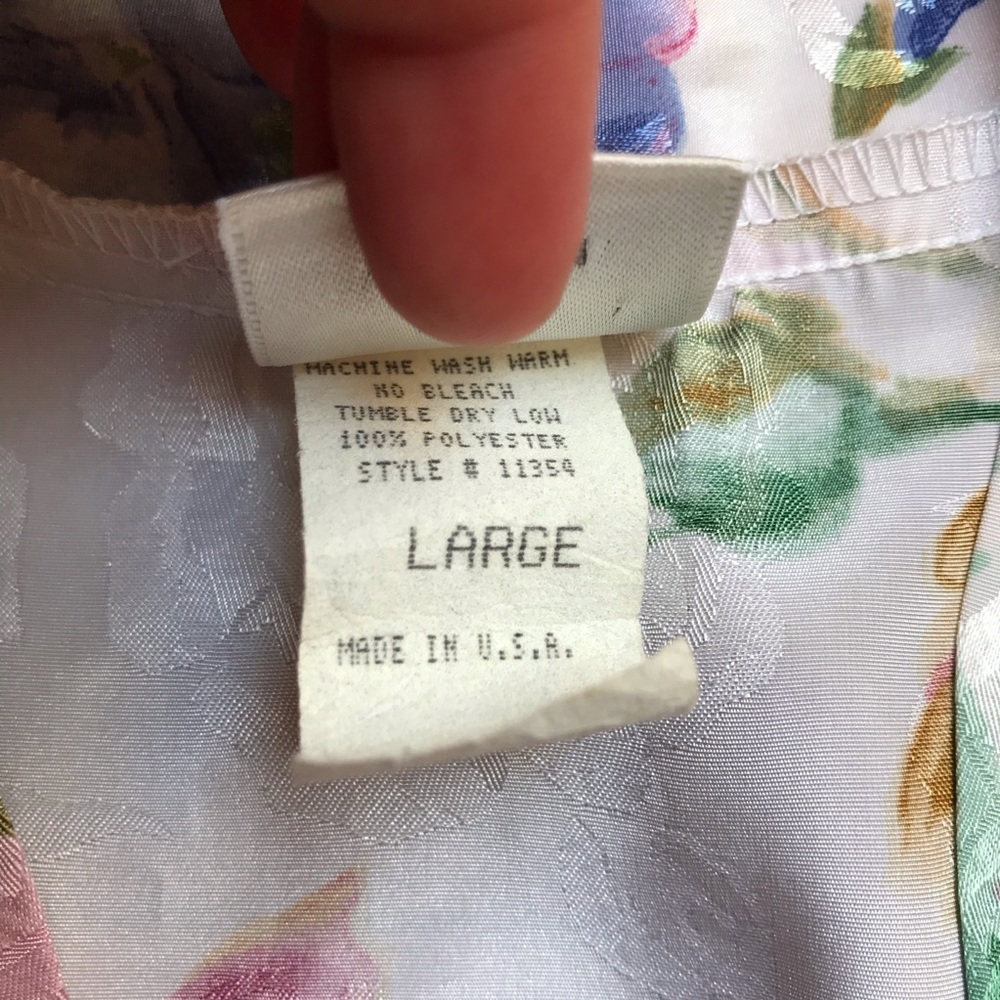 MACHINE WASH WARM
NO BLEACH
TUMBLE DRY LOW
100% POLYESTER
STYLE # 11354
LARGE
MADE IN U.S.A.